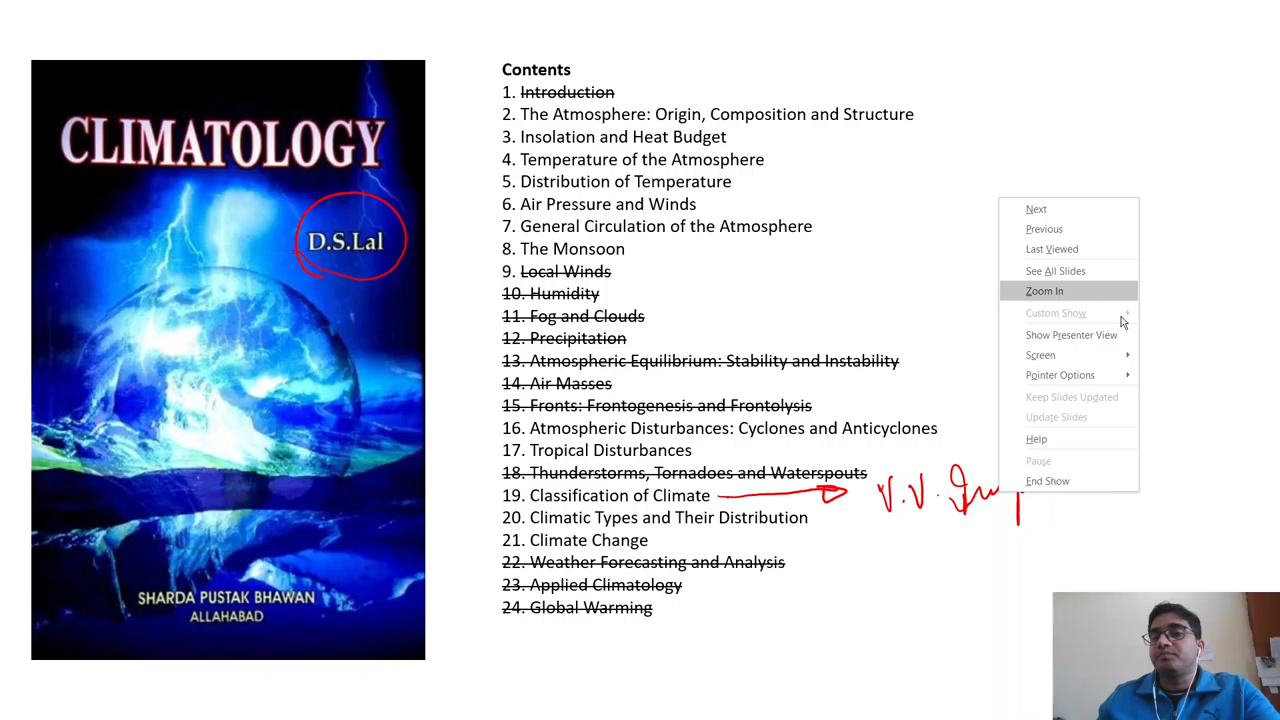 CLIMATOLOGY
D.S.Lal
SHARDA PUSTAK BHAWAN
ALLAHABAD
Contents
1. Introduction
2. The Atmosphere: Origin, Composition and Structure
3. Insolation and Heat Budget
4. Temperature of the Atmosphere
5. Distribution of Temperature
6. Air Pressure and Winds
7. General Circulation of the Atmosphere
8. The Monsoon
9. Local Winds
10. Humidity
11. Fog and Clouds
12. Precipitation
13. Atmospheric Equilibrium: Stability and Instability
14. Air Masses
15. Fronts: Frontogenesis and Frontolysis
16. Atmospheric Disturbances: Cyclones and Anticyclones
17. Tropical Disturbances
18. Thunderstorms, Tornadoes and Waterspouts
19. Classification of Climate
V.V. Imp
20. Climatic Types and Their Distribution
21. Climate Change
22. Weather Forecasting and Analysis
23. Applied Climatology
24. Global Warming
Next
Previous
Last Viewed
See All Slides
Zoom In
Custom Show
Show Presenter View
Screen
Pointer Options
Keep Slides Updated
Update Slides
Help
Pause
End Show